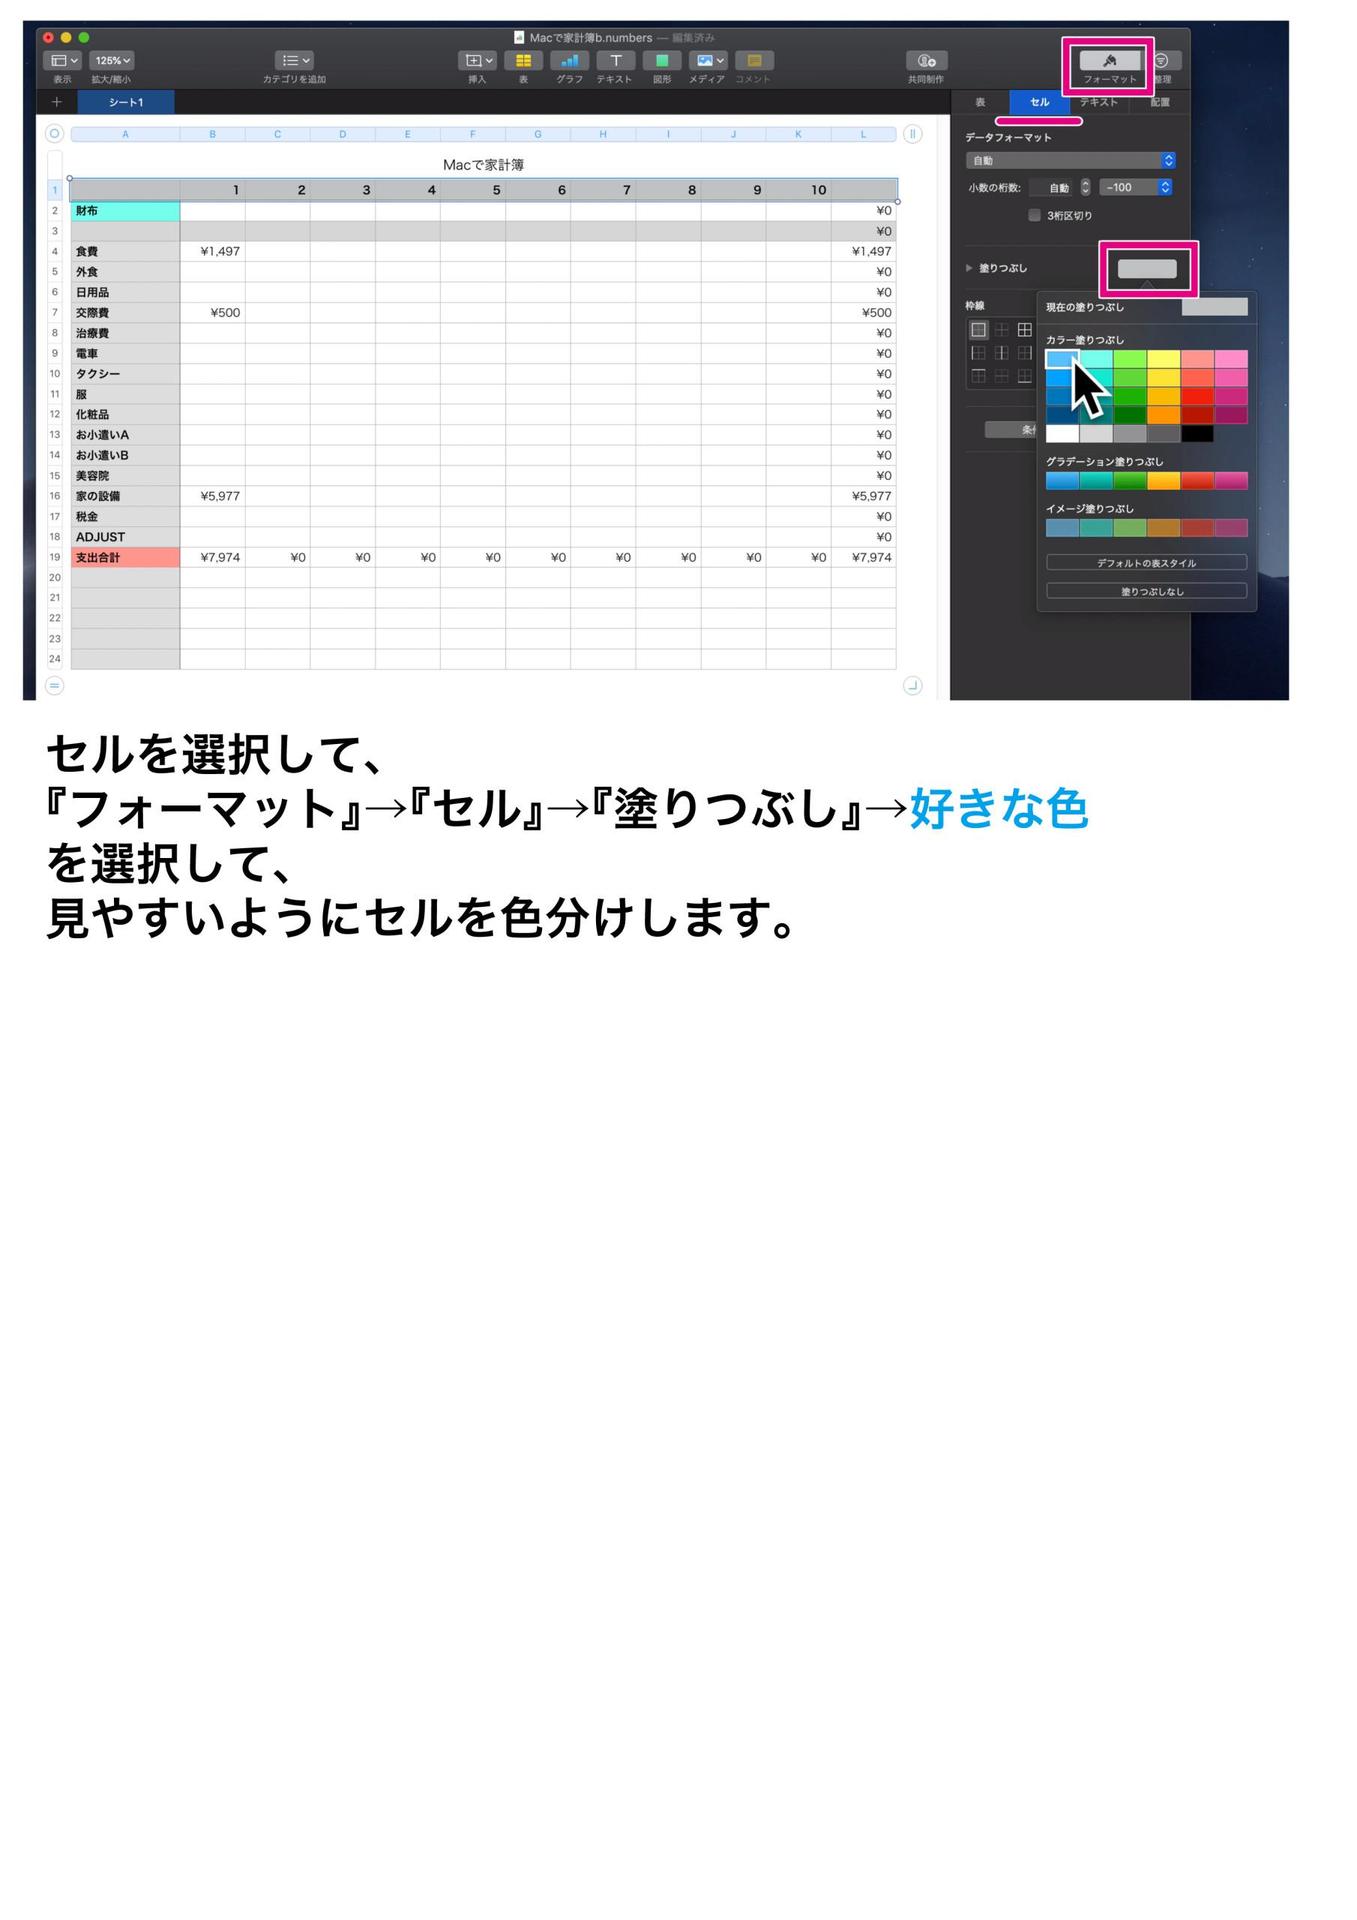 Macで家計簿b.numbers — 編集済み
125%
表示 拡大/縮小 カテゴリを追加 挿入 表 グラフ テキスト 図形 メディア コメント 共同制作 フォーマット 整理
シート1
表 セル テキスト 配置
A B C D E F G H I J K L
データフォーマット
自動
小数の桁数: 自動 -100
3桁区切り
塗りつぶし
枠線
条
現在の塗りつぶし
カラー塗りつぶし
グラデーション塗りつぶし
イメージ塗りつぶし
デフォルトの表スタイル
塗りつぶしなし
Macで家計簿
1 1 2 3 4 5 6 7 8 9 10
2 財布 ¥0
3 ¥0
4 食費 ¥1,497 ¥1,497
5 外食 ¥0
6 日用品 ¥0
7 交際費 ¥500 ¥500
8 治療費 ¥0
9 電車 ¥0
10 タクシー ¥0
11 服 ¥0
12 化粧品 ¥0
13 お小遣いA ¥0
14 お小遣いB ¥0
15 美容院 ¥0
16 家の設備 ¥5,977 ¥5,977
17 税金 ¥0
18 ADJUST ¥0
19 支出合計 ¥7,974 ¥0 ¥0 ¥0 ¥0 ¥0 ¥0 ¥0 ¥0 ¥0 ¥7,974
20
21
22
23
24
セルを選択して、
『フォーマット』→『セル』→『塗りつぶし』→好きな色
を選択して、
見やすいようにセルを色分けします。